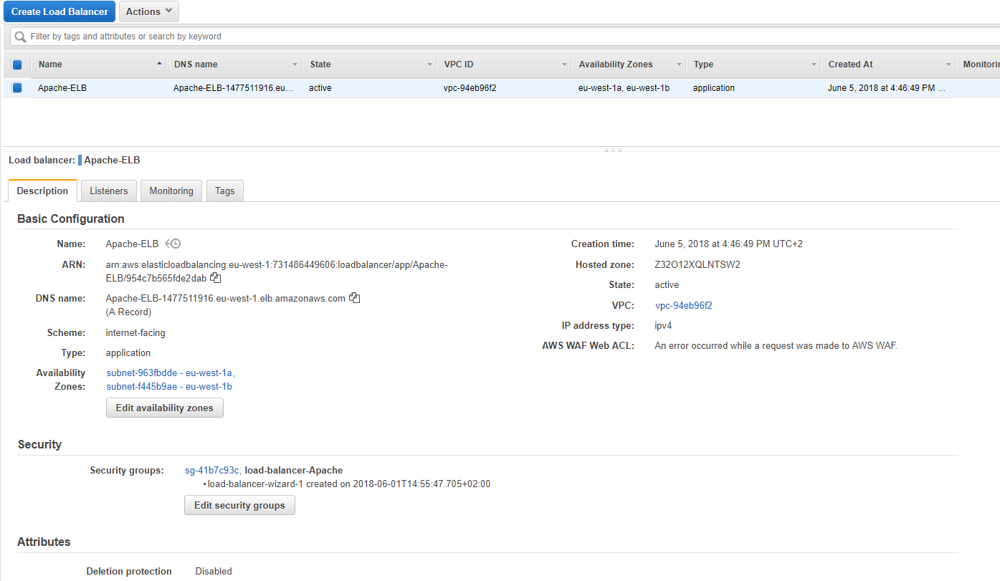 Create Load Balancer Actions
Filter by tags and attributes or search by keyword
Name DNS name State VPC ID Availability Zones Type Created At Monitorin
Apache-ELB Apache-ELB-1477511916.eu... active vpc-94eb96f2 eu-west-1a, eu-west-1b application June 5, 2018 at 4:46:49 PM ...
Load balancer: Apache-ELB
Description Listeners Monitoring Tags
Basic Configuration
Name: Apache-ELB
ARN: arn:aws:elasticloadbalancing:eu-west-1:731486449606:loadbalancer/app/Apache-
ELB/954c7b565fde2dab
DNS name: Apache-ELB-1477511916.eu-west-1.elb.amazonaws.com
(A Record)
Scheme: internet-facing
Type: application
Availability subnet-963fbdde - eu-west-1a,
Zones: subnet-f445b9ae - eu-west-1b
Edit availability zones
Creation time: June 5, 2018 at 4:46:49 PM UTC+2
Hosted zone: Z32O12XQLNTSW2
State: active
VPC: vpc-94eb96f2
IP address type: ipv4
AWS WAF Web ACL: An error occurred while a request was made to AWS WAF.
Security
Security groups: sg-41b7c93c, load-balancer-Apache
•load-balancer-wizard-1 created on 2018-06-01T14:55:47.705+02:00
Edit security groups
Attributes
Deletion protection Disabled